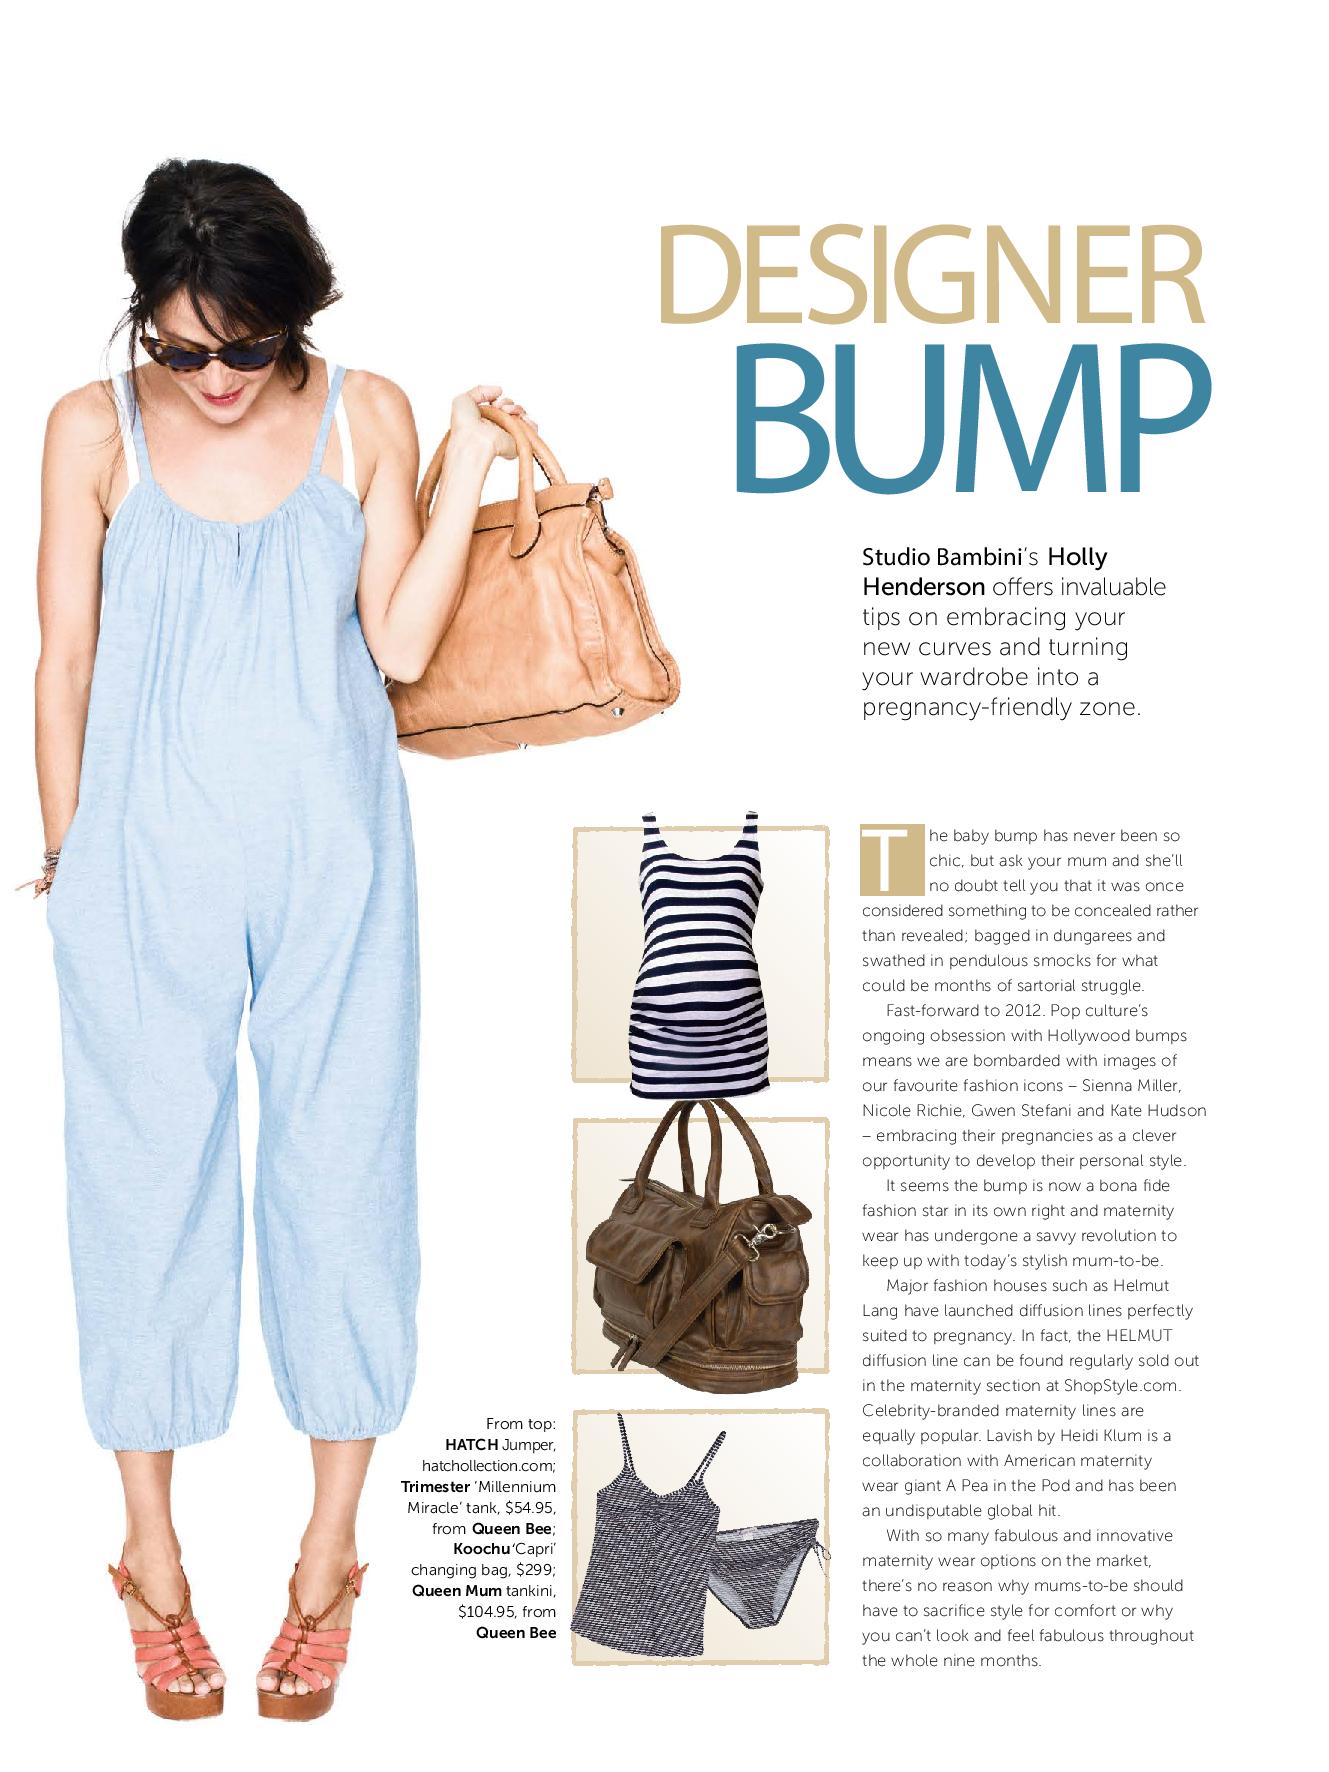 DESIGNER
BUMP
Studio Bambini's Holly
Henderson offers invaluable
tips on embracing your
new curves and turning
your wardrobe into a
pregnancy-friendly zone.
The baby bump has never been so
chic, but ask your mum and she'll
no doubt tell you that it was once
considered something to be concealed rather
than revealed; bagged in dungarees and
swathed in pendulous smocks for what
could be months of sartorial struggle.
Fast-forward to 2012. Pop culture's
ongoing obsession with Hollywood bumps
means we are bombarded with images of
our favourite fashion icons – Sienna Miller,
Nicole Richie, Gwen Stefani and Kate Hudson
– embracing their pregnancies as a clever
opportunity to develop their personal style.
It seems the bump is now a bona fide
fashion star in its own right and maternity
wear has undergone a savvy revolution to
keep up with today's stylish mum-to-be.
Major fashion houses such as Helmut
Lang have launched diffusion lines perfectly
suited to pregnancy. In fact, the HELMUT
diffusion line can be found regularly sold out
in the maternity section at ShopStyle.com.
Celebrity-branded maternity lines are
equally popular. Lavish by Heidi Klum is a
collaboration with American maternity
wear giant A Pea in the Pod and has been
an undisputable global hit.
With so many fabulous and innovative
maternity wear options on the market,
there's no reason why mums-to-be should
have to sacrifice style for comfort or why
you can't look and feel fabulous throughout
the whole nine months.
From top:
HATCH Jumper,
hatchollection.com;
Trimester 'Millennium
Miracle' tank, $54.95,
from Queen Bee;
Koochu 'Capri'
changing bag, $299;
Queen Mum tankini,
$104.95, from
Queen Bee